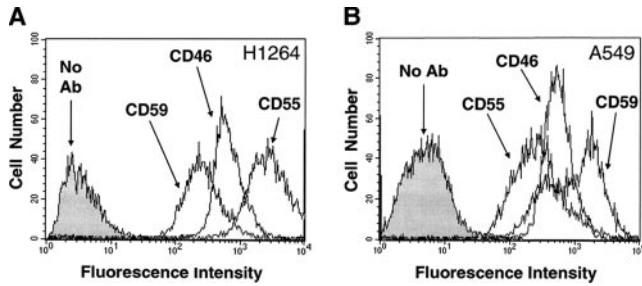 A
H1264
100
80
60
40
20
0
Cell Number
No
Ab
CD59
CD46
CD55
10⁰
10¹
10²
10³
10⁴
Fluorescence Intensity
B
A549
100
80
60
40
20
0
Cell Number
No Ab
CD55
CD46
CD59
10⁰
10¹
10²
10³
Fluorescence Intensity